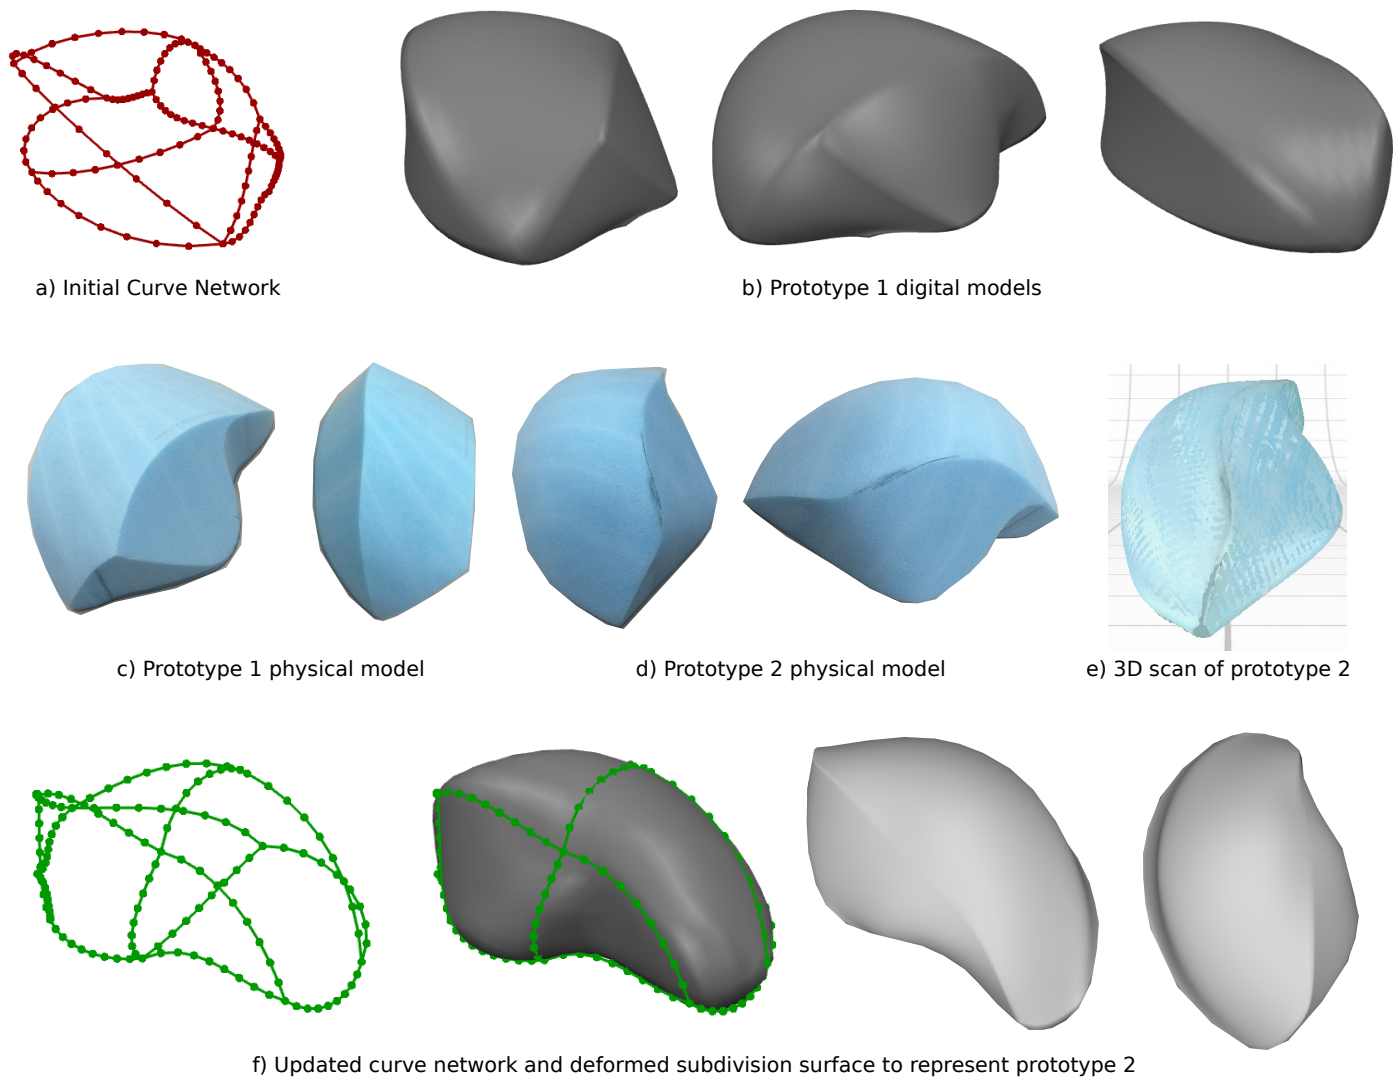 a) Initial Curve Network
b) Prototype 1 digital models
c) Prototype 1 physical model
d) Prototype 2 physical model
e) 3D scan of prototype 2
f) Updated curve network and deformed subdivision surface to represent prototype 2